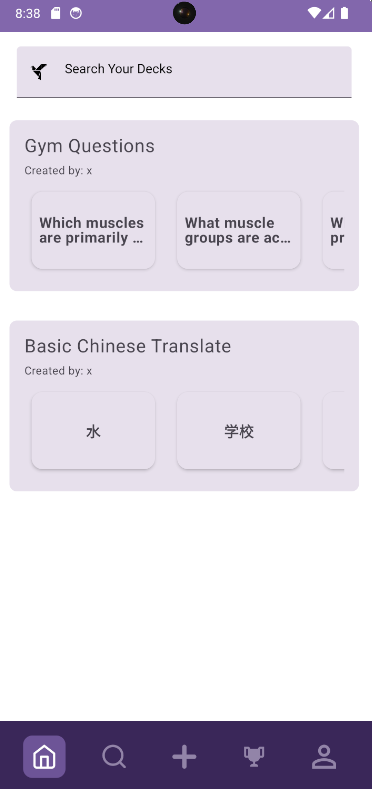 8:38
Search Your Decks
Gym Questions
Created by: x
Which muscles
are primarily ...
What muscle
groups are ac...
W
pr
Basic Chinese Translate
Created by: x
水
学校